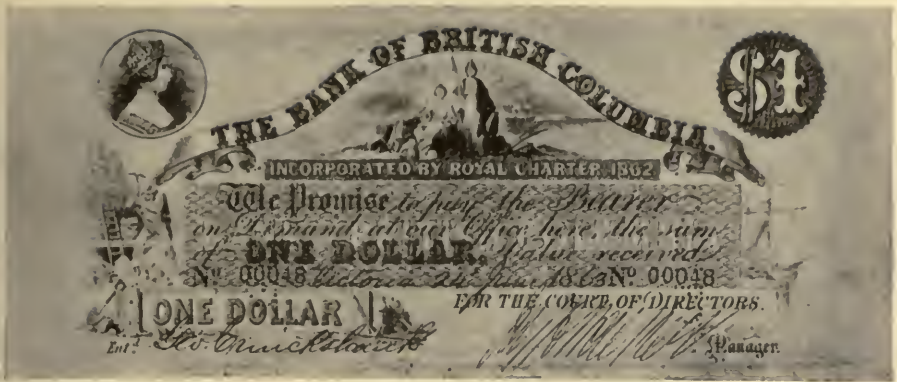 THE BANK OF BRITISH COLUMBIA.
$1
INCORPORATED BY ROYAL CHARTER 1862
We Promise to pay the Bearer
on Demand at our Office here, the sum
of ONE DOLLAR. Value received
No. 00048 Victoria 1863 No. 00048
FOR THE COURT OF DIRECTORS.
ONE DOLLAR
Entd. Geo. Cruickshank
Manager.